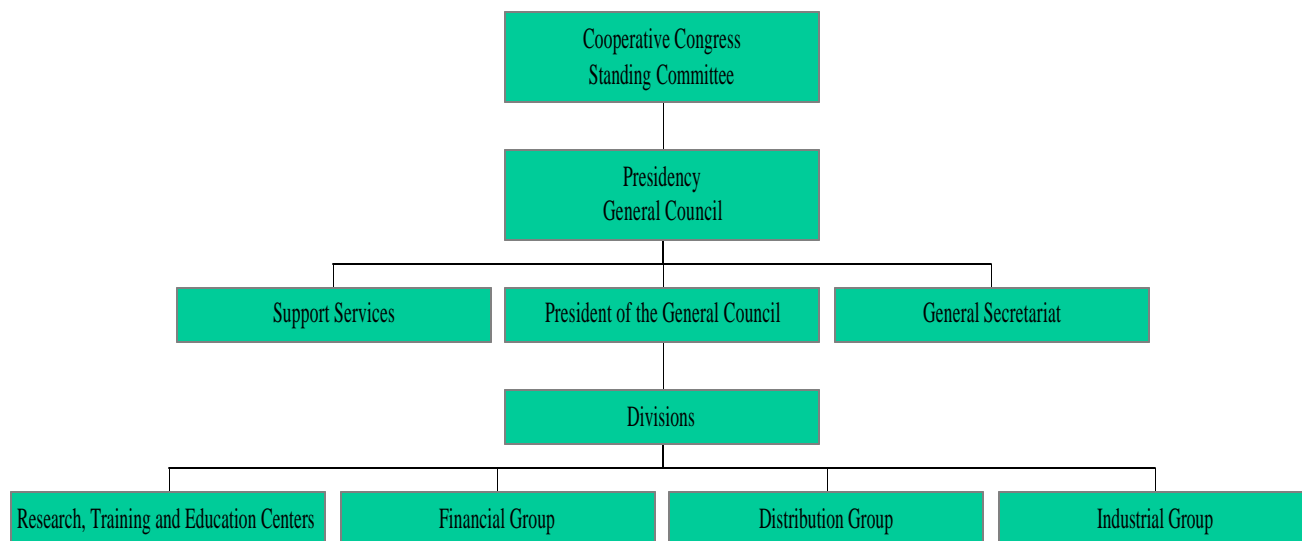 Cooperative Congress
Standing Committee
Presidency
General Council
Support Services
President of the General Council
General Secretariat
Divisions
Research, Training and Education Centers
Financial Group
Distribution Group
Industrial Group